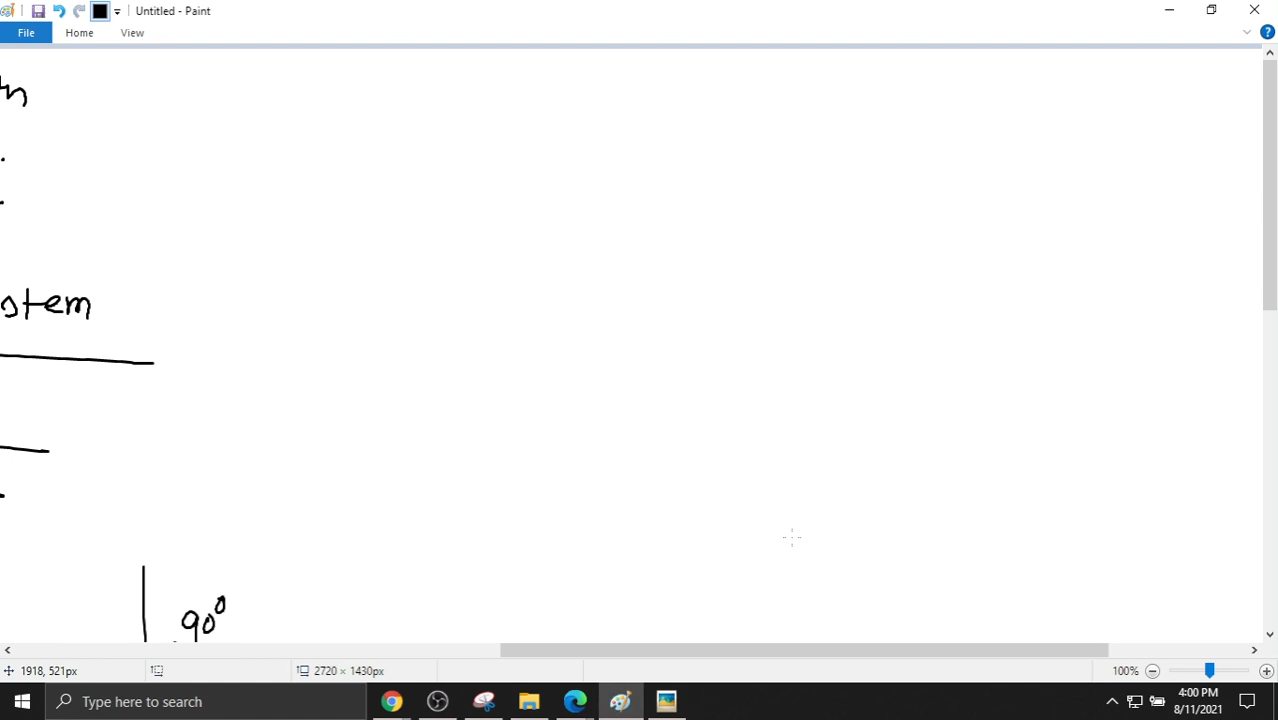 Untitled - Paint
File Home View
stem
90°
1918, 521px 2720 × 1430px 100%
Type here to search 4:00 PM
8/11/2021